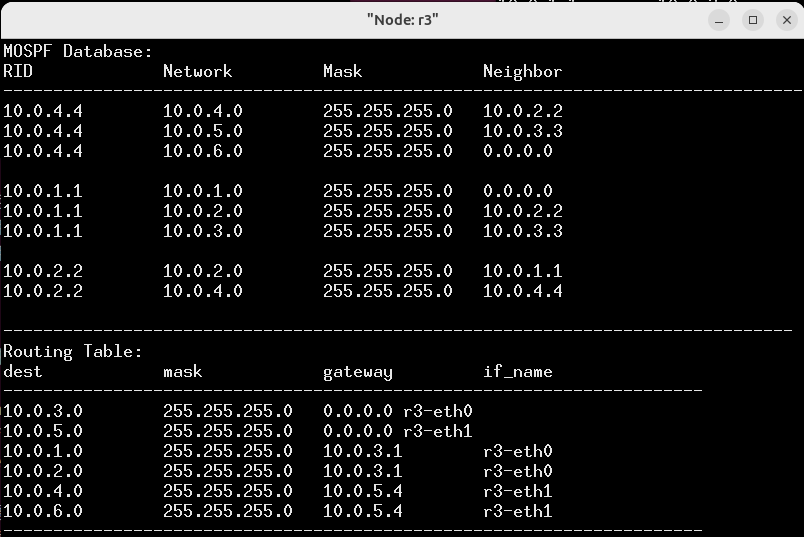 "Node: r3"
MOSPF Database:
RID Network Mask Neighbor
--------------------------------------------------------------------------------
10.0.4.4 10.0.4.0 255.255.255.0 10.0.2.2
10.0.4.4 10.0.5.0 255.255.255.0 10.0.3.3
10.0.4.4 10.0.6.0 255.255.255.0 0.0.0.0
10.0.1.1 10.0.1.0 255.255.255.0 0.0.0.0
10.0.1.1 10.0.2.0 255.255.255.0 10.0.2.2
10.0.1.1 10.0.3.0 255.255.255.0 10.0.3.3
10.0.2.2 10.0.2.0 255.255.255.0 10.0.1.1
10.0.2.2 10.0.4.0 255.255.255.0 10.0.4.4
-------------------------------------------------------------------------------
Routing Table:
dest mask gateway if_name
----------------------------------------------------------------------
10.0.3.0 255.255.255.0 0.0.0.0 r3-eth0
10.0.5.0 255.255.255.0 0.0.0.0 r3-eth1
10.0.1.0 255.255.255.0 10.0.3.1 r3-eth0
10.0.2.0 255.255.255.0 10.0.3.1 r3-eth0
10.0.4.0 255.255.255.0 10.0.5.4 r3-eth1
10.0.6.0 255.255.255.0 10.0.5.4 r3-eth1
----------------------------------------------------------------------